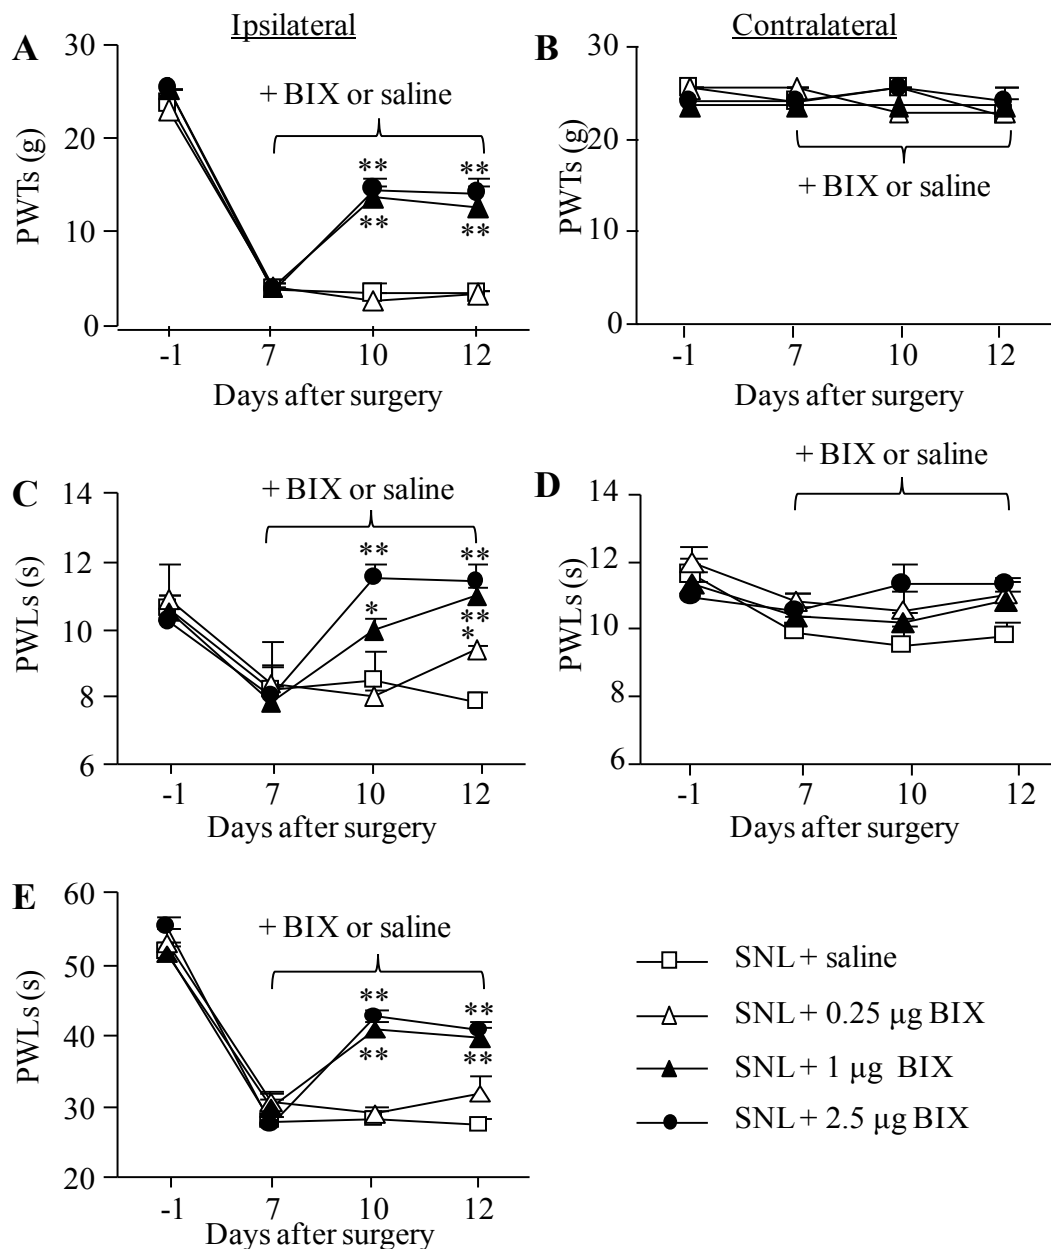 Ipsilateral
Contralateral
A
30
20
10
0
PWTs (g)
+ BIX or saline
**
**
**
**
-1
7
10
12
Days after surgery
B
30
20
10
0
PWTs (g)
+ BIX or saline
-1
7
10
12
Days after surgery
C
14
12
10
8
6
PWLs (s)
+ BIX or saline
**
**
*
**
*
-1
7
10
12
Days after surgery
D
14
12
10
8
6
PWLs (s)
+ BIX or saline
-1
7
10
12
Days after surgery
E
60
50
40
30
20
PWLs (s)
+ BIX or saline
**
**
**
**
-1
7
10
12
Days after surgery
SNL + saline
SNL + 0.25 µg BIX
SNL + 1 µg BIX
SNL + 2.5 µg BIX